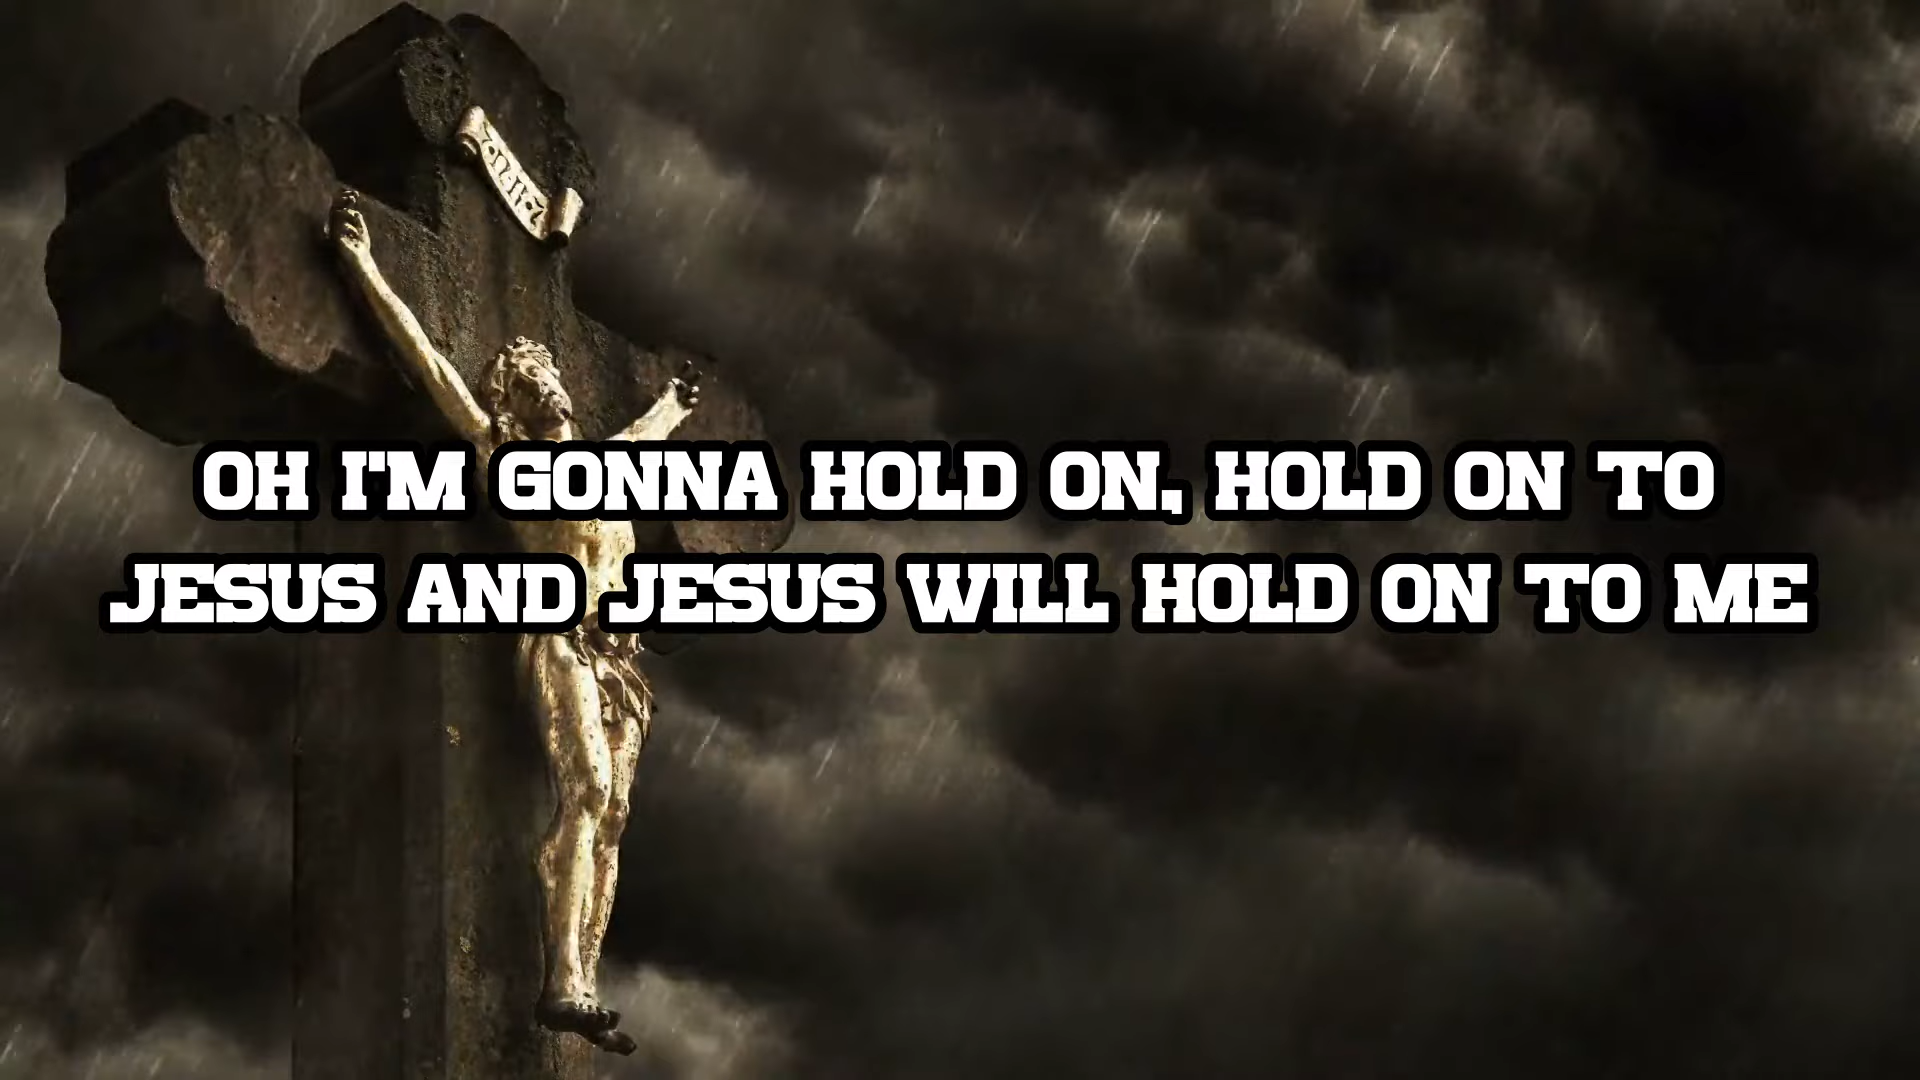 OH I'M GONNA HOLD ON, HOLD ON TO
JESUS AND JESUS WILL HOLD ON TO ME